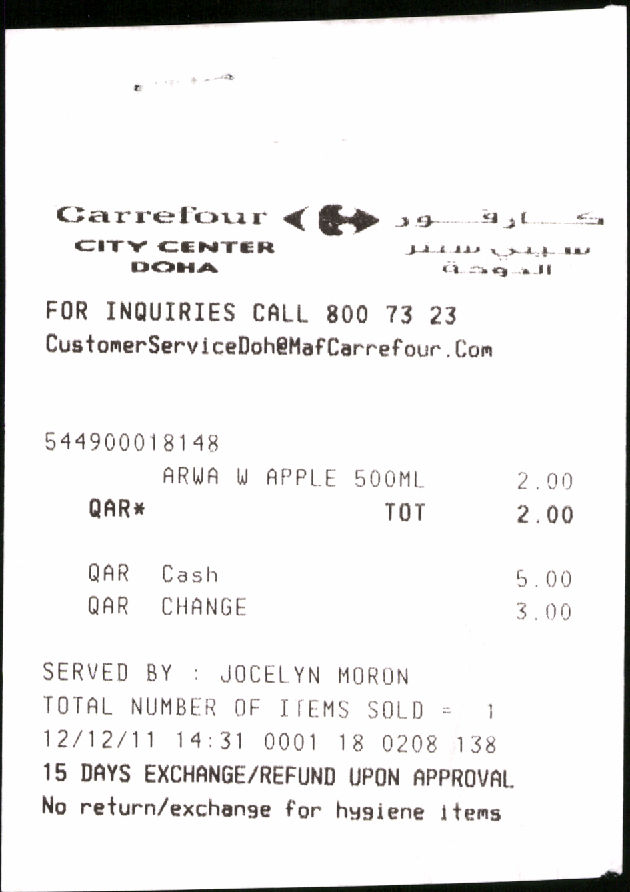 Carrefour كارفور
CITY CENTER سيتي سنتر
DOHA الدوحة
FOR INQUIRIES CALL 800 73 23
CustomerServiceDoh@MafCarrefour.Com
544900018148
ARWA W APPLE 500ML 2.00
QAR* TOT 2.00
QAR Cash 5.00
QAR CHANGE 3.00
SERVED BY : JOCELYN MORON
TOTAL NUMBER OF ITEMS SOLD = 1
12/12/11 14:31 0001 18 0208 138
15 DAYS EXCHANGE/REFUND UPON APPROVAL
No return/exchange for hygiene items